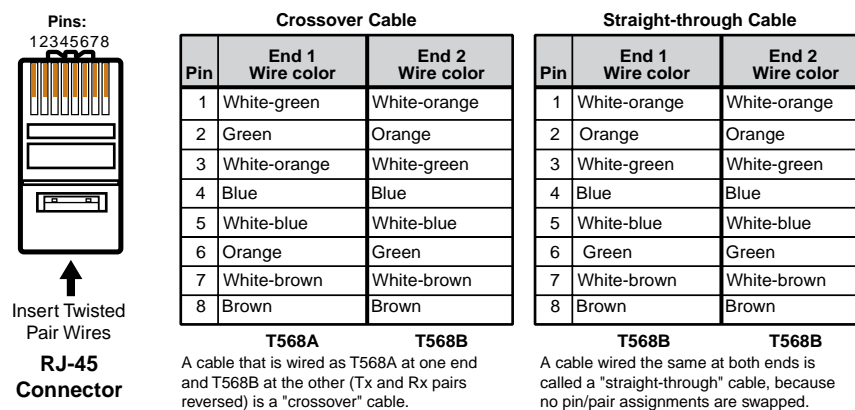 Pins:
12345678
Insert Twisted
Pair Wires
RJ-45
Connector
Crossover Cable
Pin End 1 Wire color End 2 Wire color
1 White-green White-orange
2 Green Orange
3 White-orange White-green
4 Blue Blue
5 White-blue White-blue
6 Orange Green
7 White-brown White-brown
8 Brown Brown
T568A T568B
A cable that is wired as T568A at one end
and T568B at the other (Tx and Rx pairs
reversed) is a "crossover" cable.
Straight-through Cable
Pin End 1 Wire color End 2 Wire color
1 White-orange White-orange
2 Orange Orange
3 White-green White-green
4 Blue Blue
5 White-blue White-blue
6 Green Green
7 White-brown White-brown
8 Brown Brown
T568B T568B
A cable wired the same at both ends is
called a "straight-through" cable, because
no pin/pair assignments are swapped.